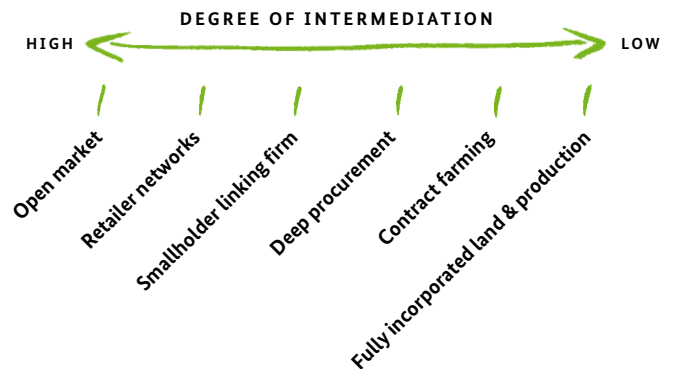 DEGREE OF INTERMEDIATION
HIGH
LOW
Open market
Retailer networks
Smallholder linking firm
Deep procurement
Contract farming
Fully incorporated land & production